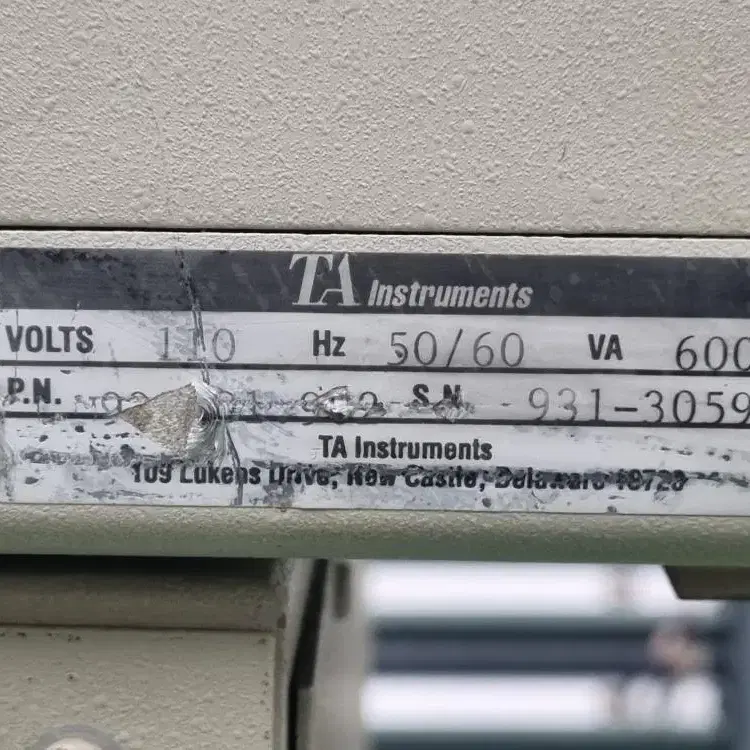 TA Instruments
VOLTS 110 Hz 50/60 VA 600
P.N. S.N. 931-3059
TA Instruments
109 Lukens Drive, New Castle, Delaware 19720